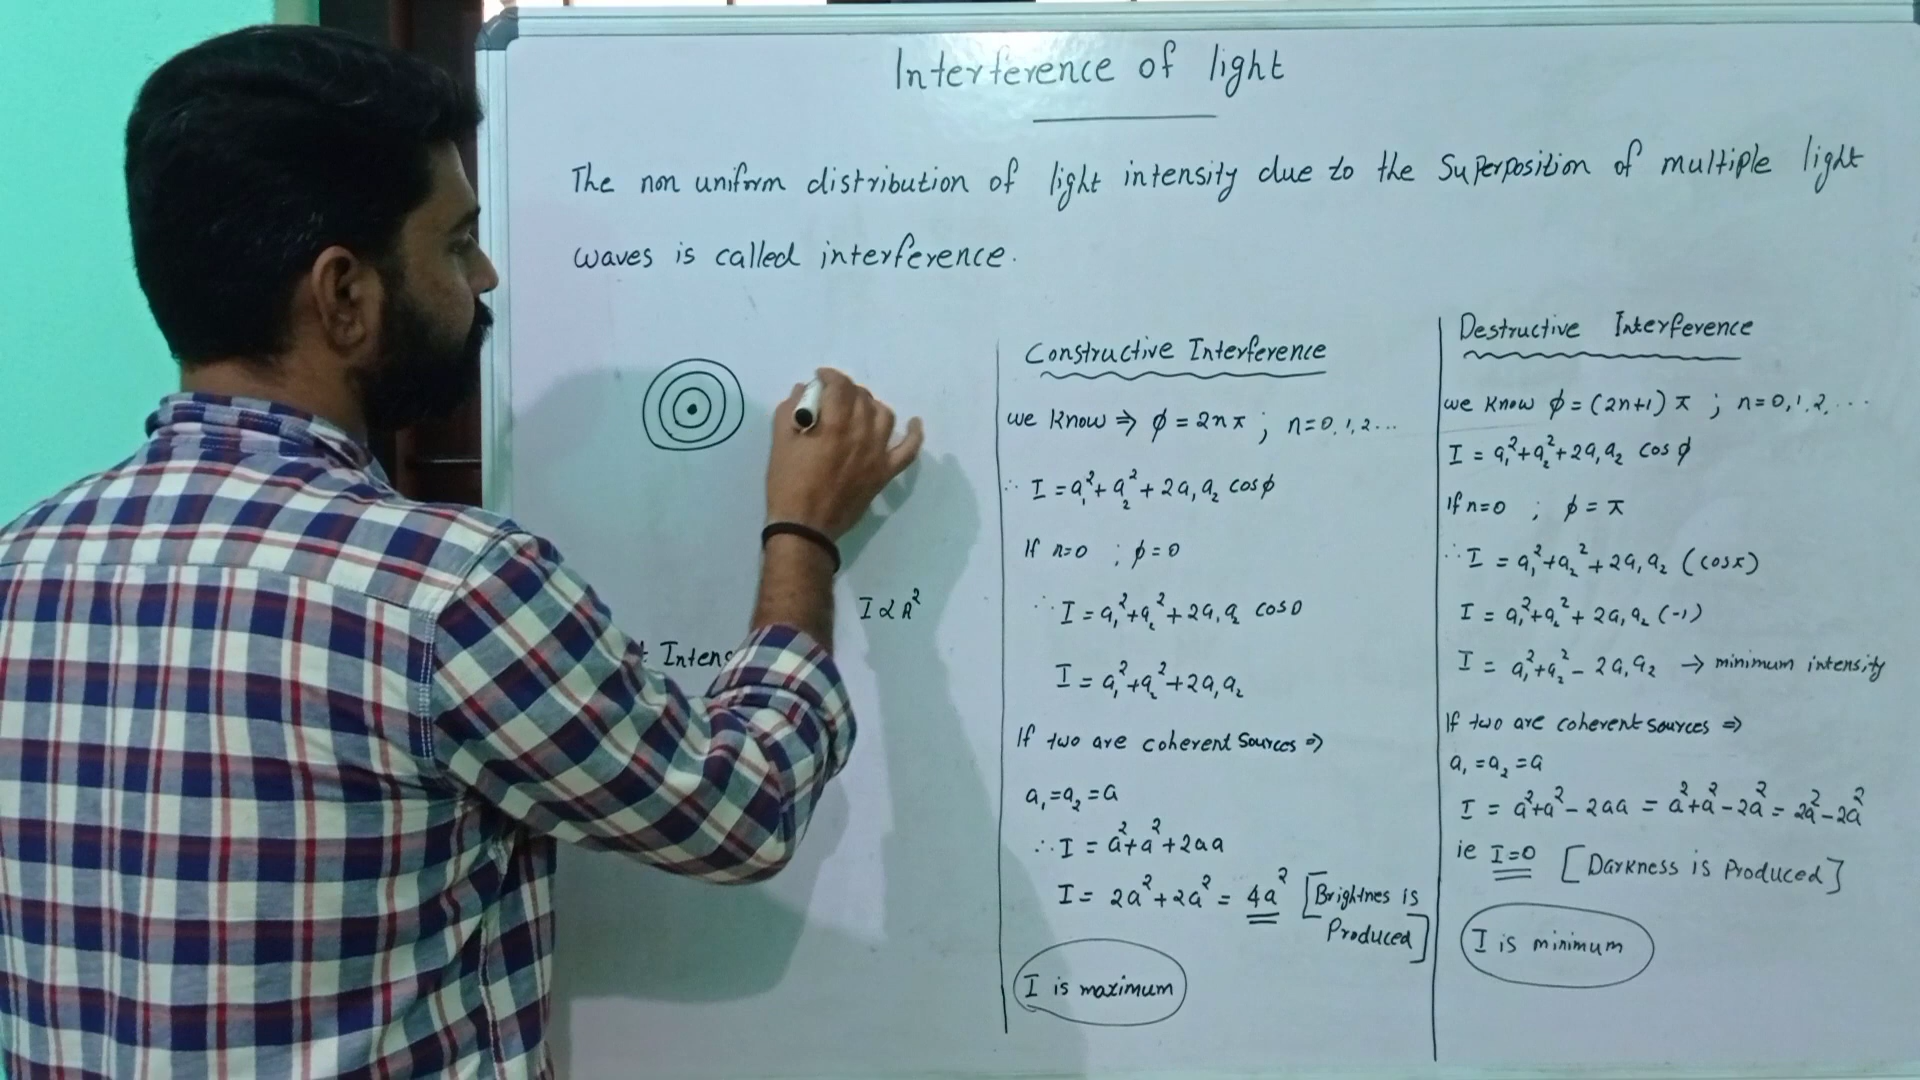 Interference of light
The non uniform distribution of light intensity due to the Superposition of multiple light
waves is called interference.
I ∝ A²
Constructive Interference
we know ⇒ ϕ = 2nπ ; n=0,1,2...
∴ I = a₁² + a₂² + 2a₁a₂ cosϕ
If n=0 ; ϕ=0
∴ I = a₁² + a₂² + 2a₁a₂ cos0
I = a₁² + a₂² + 2a₁a₂
If two are coherent Sources ⇒
a₁ = a₂ = a
∴ I = a² + a² + 2aa
I = 2a² + 2a² = 4a² [Brightnes is
Produced]
I is maximum
Destructive Interference
we know ϕ = (2n+1) π ; n=0,1,2,...
I = a₁² + a₂² + 2a₁a₂ cos ϕ
If n=0 ; ϕ = π
∴ I = a₁² + a₂² + 2a₁a₂ (cosπ)
I = a₁² + a₂² + 2a₁a₂ (-1)
I = a₁² + a₂² - 2a₁a₂ → minimum intensity
If two are coherent sources ⇒
a₁ = a₂ = a
I = a² + a² - 2aa = a² + a² - 2a² = 2a² - 2a²
ie I=0 [Darkness is Produced]
I is minimum